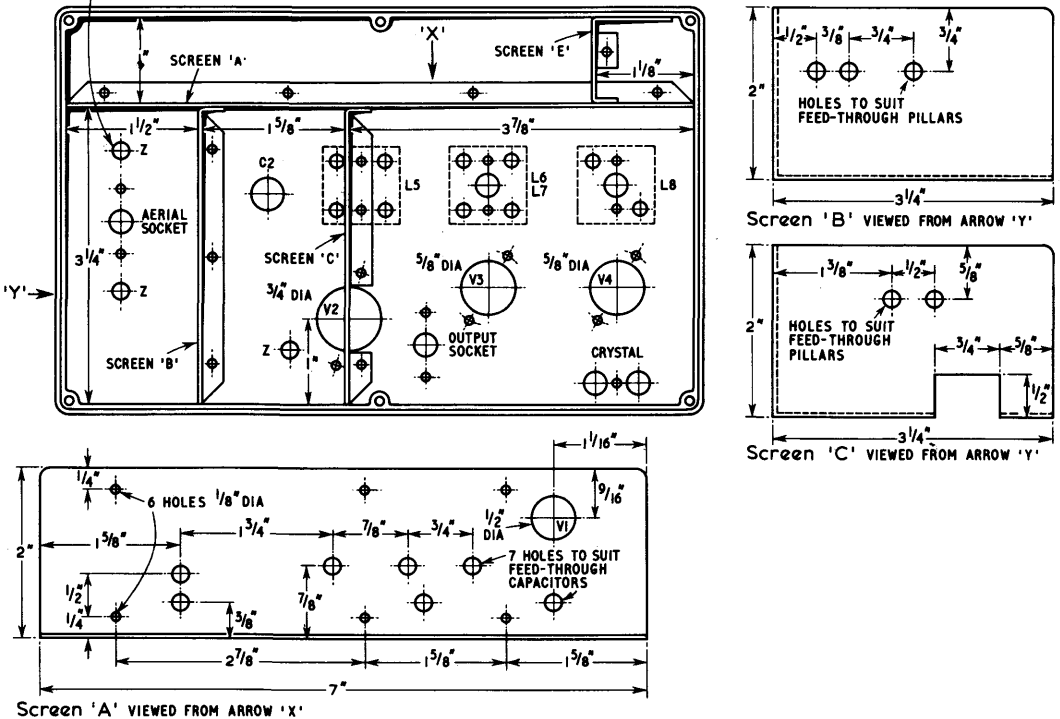 'X'
SCREEN 'E'
SCREEN 'A'
1 1/8"
1 1/2"
1 5/8"
3 7/8"
Z
C2
L5
L6
L7
L8
AERIAL
SOCKET
3 1/4"
SCREEN 'C'
'Y'
3/4" DIA
5/8" DIA
5/8" DIA
V2
V3
V4
Z
Z
1"
OUTPUT
SOCKET
SCREEN 'B'
CRYSTAL
1/2"
3/8
3/4"
3/4"
2"
HOLES TO SUIT
FEED-THROUGH PILLARS
3 1/4"
Screen 'B' VIEWED FROM ARROW 'Y'
1 3/8"
1/2"
5/8"
2"
HOLES TO SUIT
FEED-THROUGH
PILLARS
3/4"
5/8"
1/2"
3 1/4"
Screen 'C' VIEWED FROM ARROW 'Y'
1 1/16"
1/4"
6 HOLES 1/8" DIA
9/16"
1/2"
DIA
V1
2"
1 5/8"
1 3/4"
7/8"
3/4"
7 HOLES TO SUIT
FEED-THROUGH
CAPACITORS
1/2"
1/4"
3/8"
7/8"
2 7/8"
1 5/8"
1 5/8"
7"
Screen 'A' VIEWED FROM ARROW 'X'